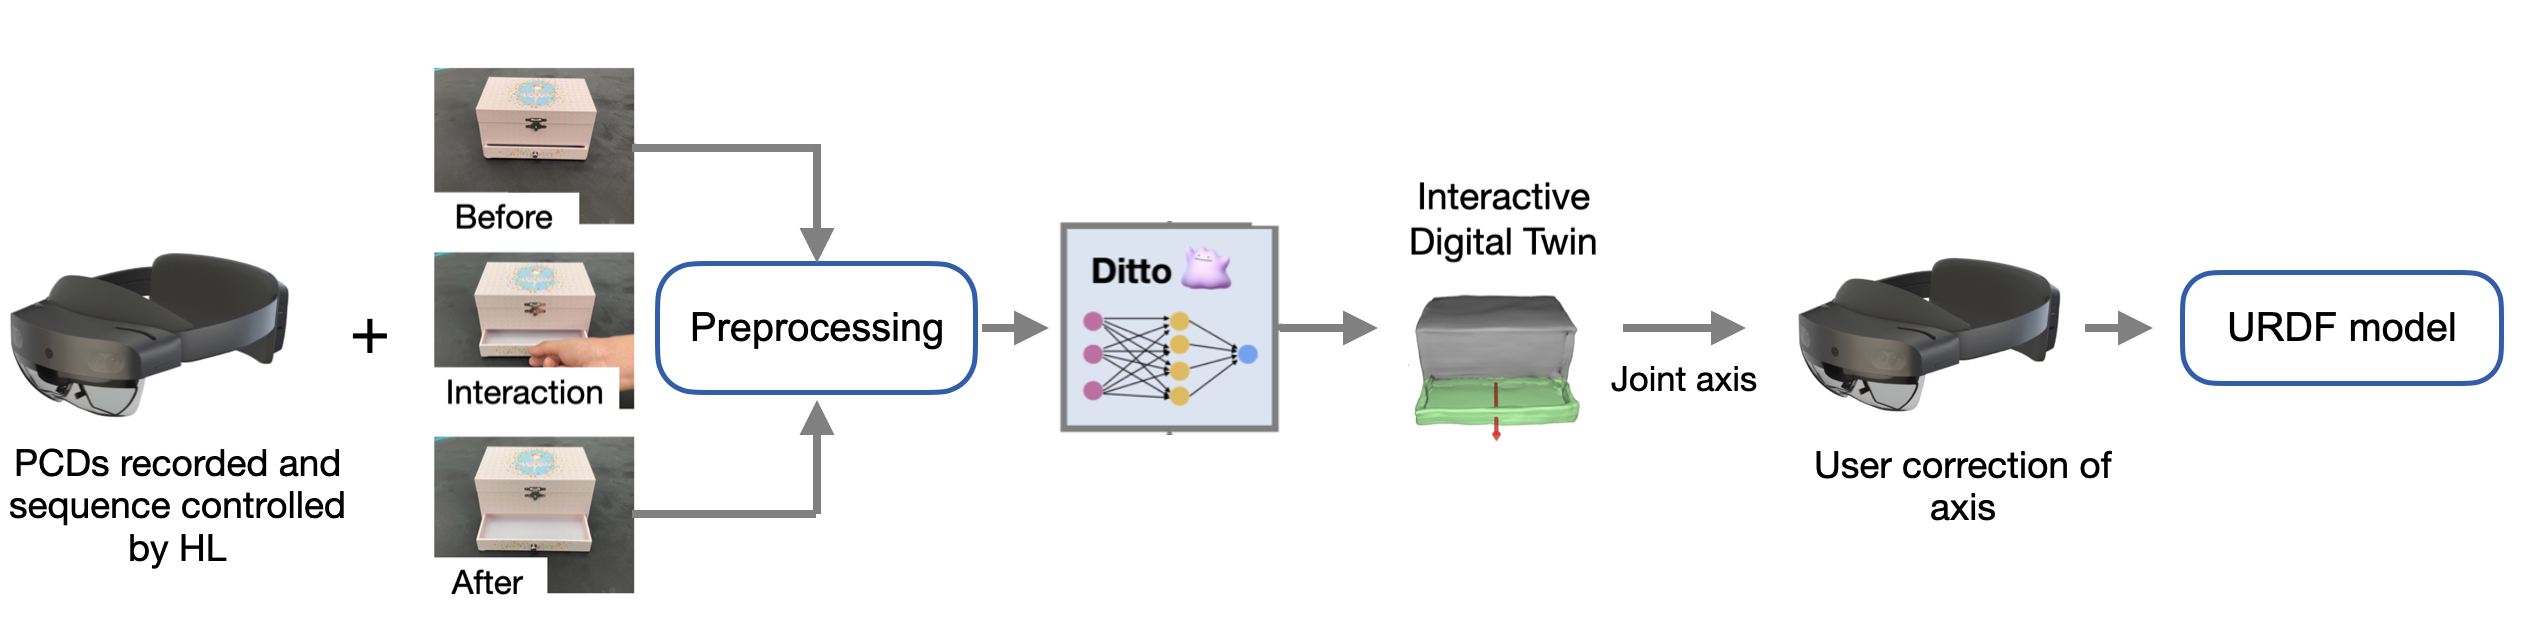 PCDs recorded and
sequence controlled
by HL
+
Before
Interaction
After
Preprocessing
Ditto
Interactive
Digital Twin
Joint axis
User correction of
axis
URDF model